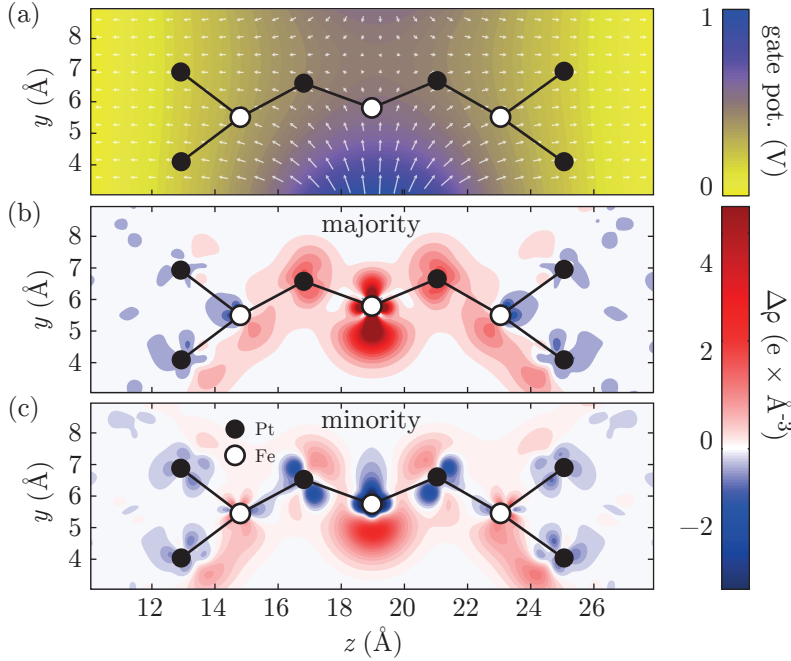 (a)
8
7
6
5
4
y (Å)
1
0
gate pot. (V)
(b)
majority
8
7
6
5
4
y (Å)
4
2
0
−2
Δρ (e × Å-3)
(c)
minority
Pt
Fe
8
7
6
5
4
y (Å)
12 14 16 18 20 22 24 26
z (Å)